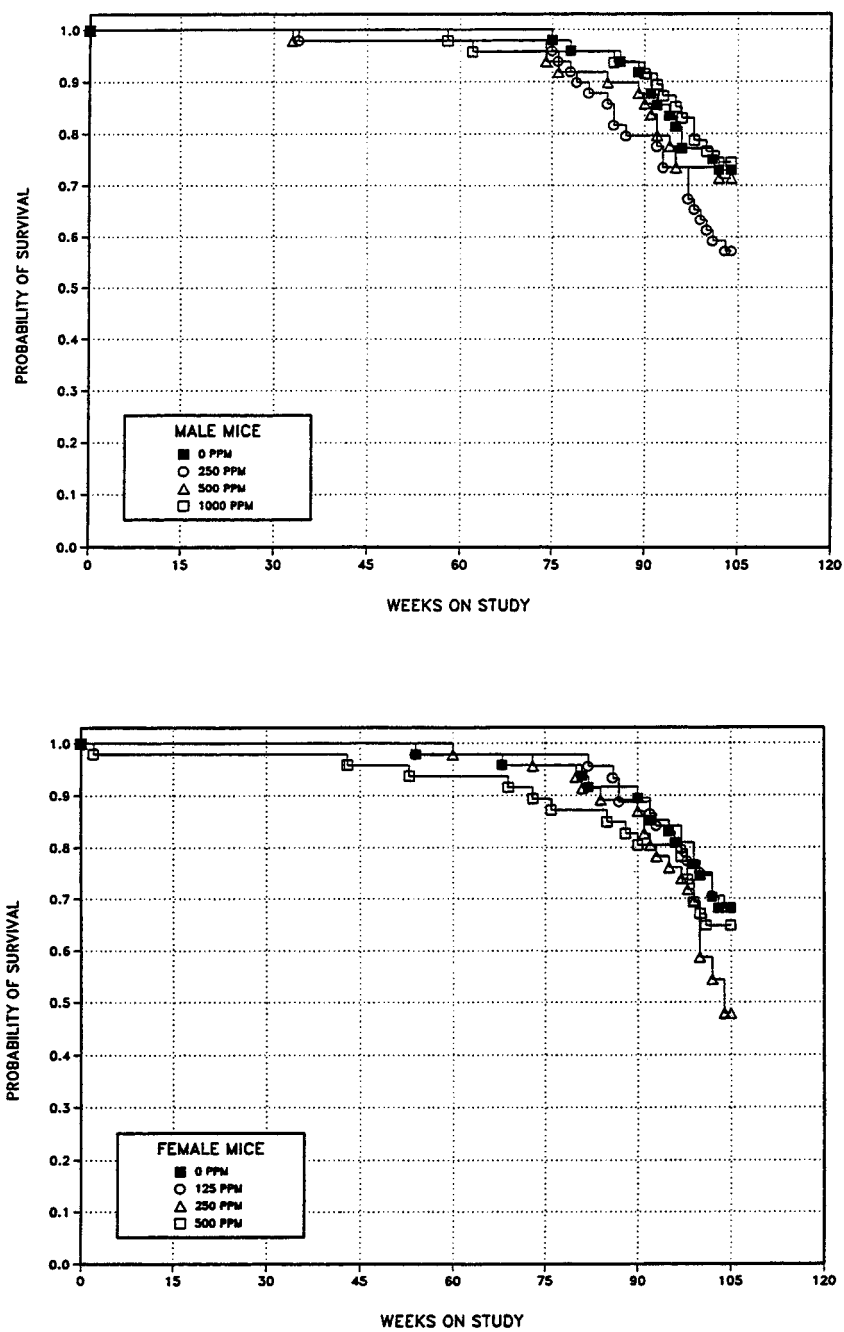 1.0
0.9
0.8
0.7
0.6
0.5
0.4
0.3
0.2
0.1
0.0
PROBABILITY OF SURVIVAL
MALE MICE
0 PPM
250 PPM
500 PPM
1000 PPM
0 15 30 45 60 75 90 105 120
WEEKS ON STUDY
1.0
0.9
0.8
0.7
0.6
0.5
0.4
0.3
0.2
0.1
0.0
PROBABILITY OF SURVIVAL
FEMALE MICE
0 PPM
125 PPM
250 PPM
500 PPM
0 15 30 45 60 75 90 105 120
WEEKS ON STUDY